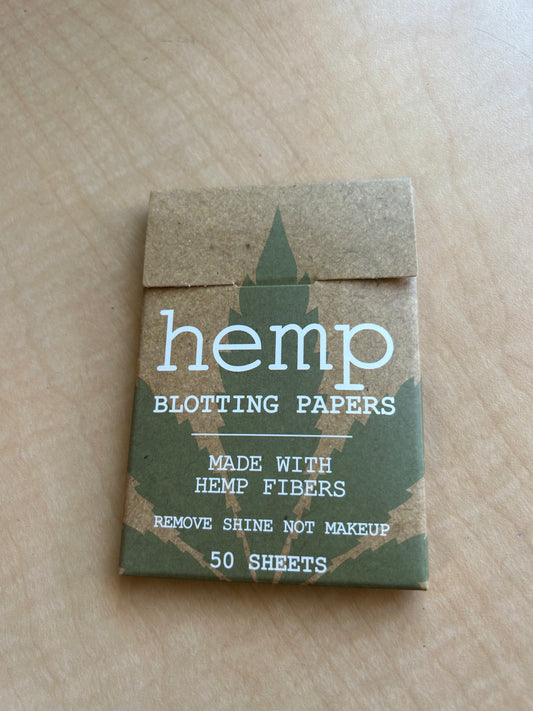 hemp
BLOTTING PAPERS
MADE WITH
HEMP FIBERS
REMOVE SHINE NOT MAKEUP
50 SHEETS